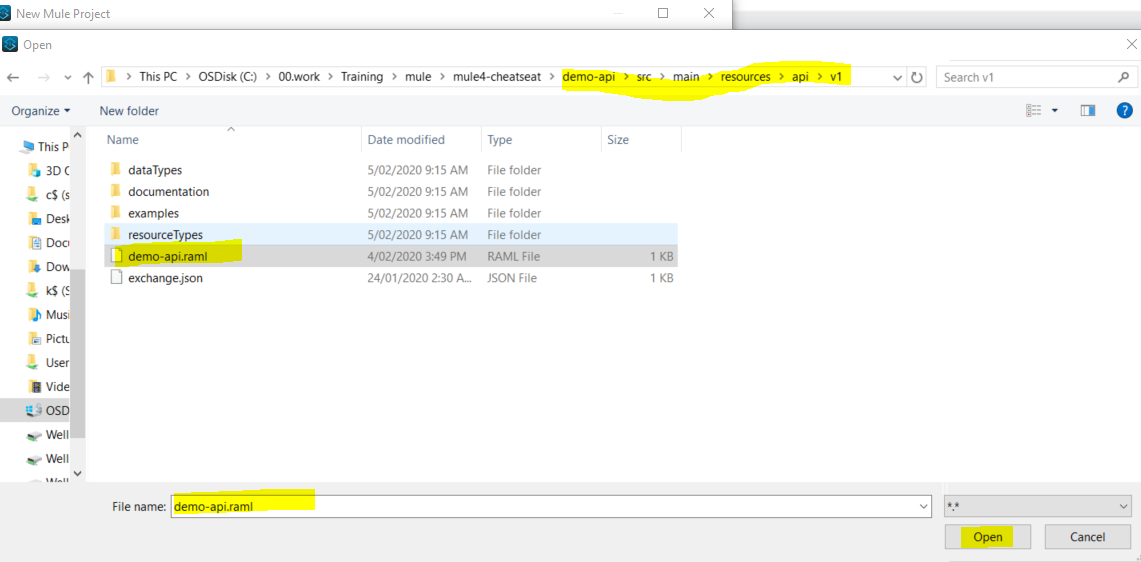 New Mule Project
Open
This PC > OSDisk (C:) > 00.work > Training > mule > mule4-cheatseat > demo-api > src > main > resources > api > v1
Search v1
Organize
New folder
Name Date modified Type Size
This P
3D C
c$ (s
Desk
Docu
Dow
k$ (S
Musi
Pictu
User
Vide
OSD
Well
Well
Well
dataTypes 5/02/2020 9:15 AM File folder
documentation 5/02/2020 9:15 AM File folder
examples 5/02/2020 9:15 AM File folder
resourceTypes 5/02/2020 9:15 AM File folder
demo-api.raml 4/02/2020 3:49 PM RAML File 1 KB
exchange.json 24/01/2020 2:30 A... JSON File 1 KB
File name: demo-api.raml
*.*
Open
Cancel